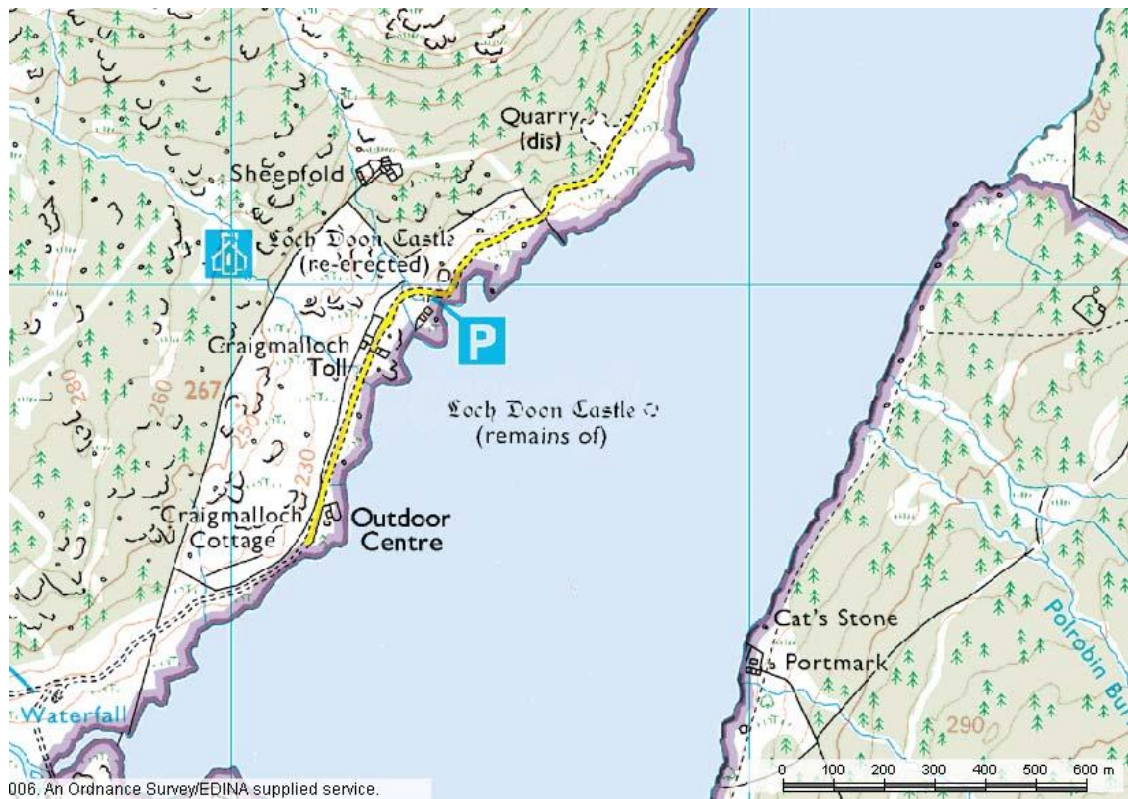 Quarry
(dis)
220
Sheepfold
Loch Doon Castle
(re-erected)
Craigmalloch
Toll
P
280
260
267
250
230
Loch Doon Castle
(remains of)
Craigmalloch
Cottage
Outdoor
Centre
Cat's Stone
Portmark
Polrobin Bur
Waterfall
290
0 100 200 300 400 500 600 m
006. An Ordnance Survey/EDINA supplied service.